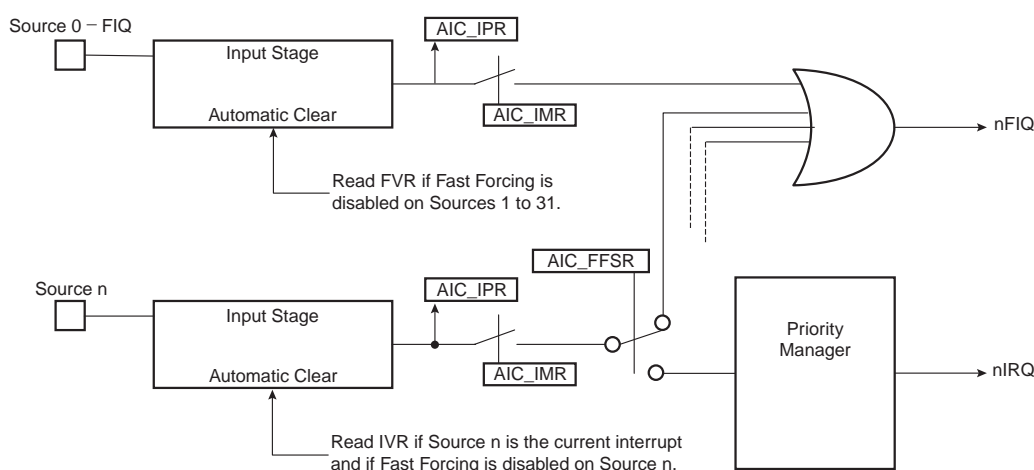 Source 0 – FIQ
AIC_IPR
Input Stage
Automatic Clear
AIC_IMR
nFIQ
Read FVR if Fast Forcing is
disabled on Sources 1 to 31.
AIC_FFSR
Source n
AIC_IPR
Input Stage
Priority
Manager
Automatic Clear
AIC_IMR
nIRQ
Read IVR if Source n is the current interrupt
and if Fast Forcing is disabled on Source n.